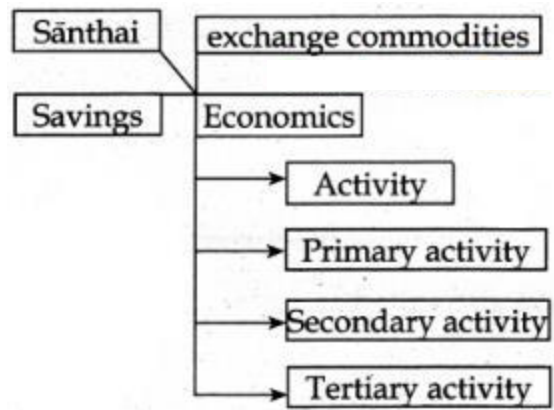 Sānthai
exchange commodities
Savings
Economics
Activity
Primary activity
Secondary activity
Tertiary activity